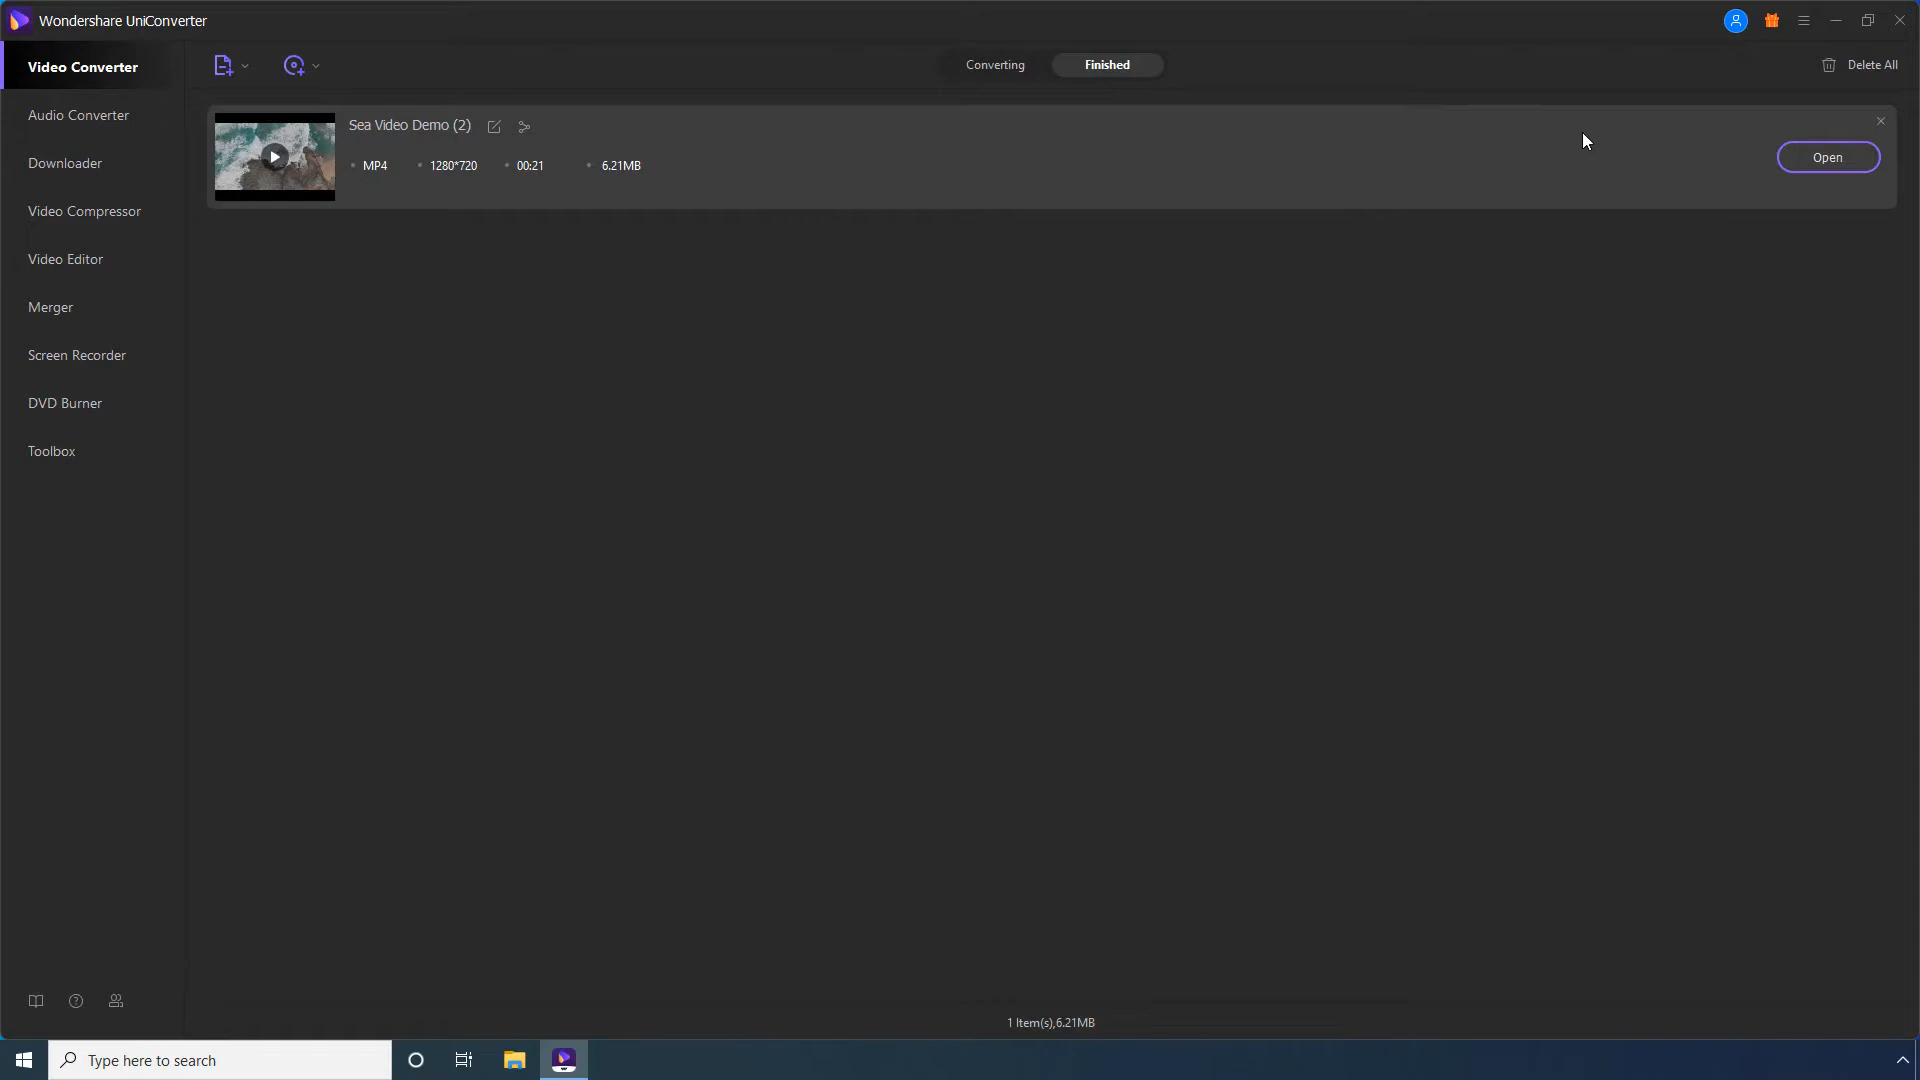 Wondershare UniConverter
Video Converter
Audio Converter
Downloader
Video Compressor
Video Editor
Merger
Screen Recorder
DVD Burner
Toolbox
Converting
Finished
Delete All
Sea Video Demo (2)
MP4
1280*720
00:21
6.21MB
Open
1 Item(s),6.21MB
Type here to search